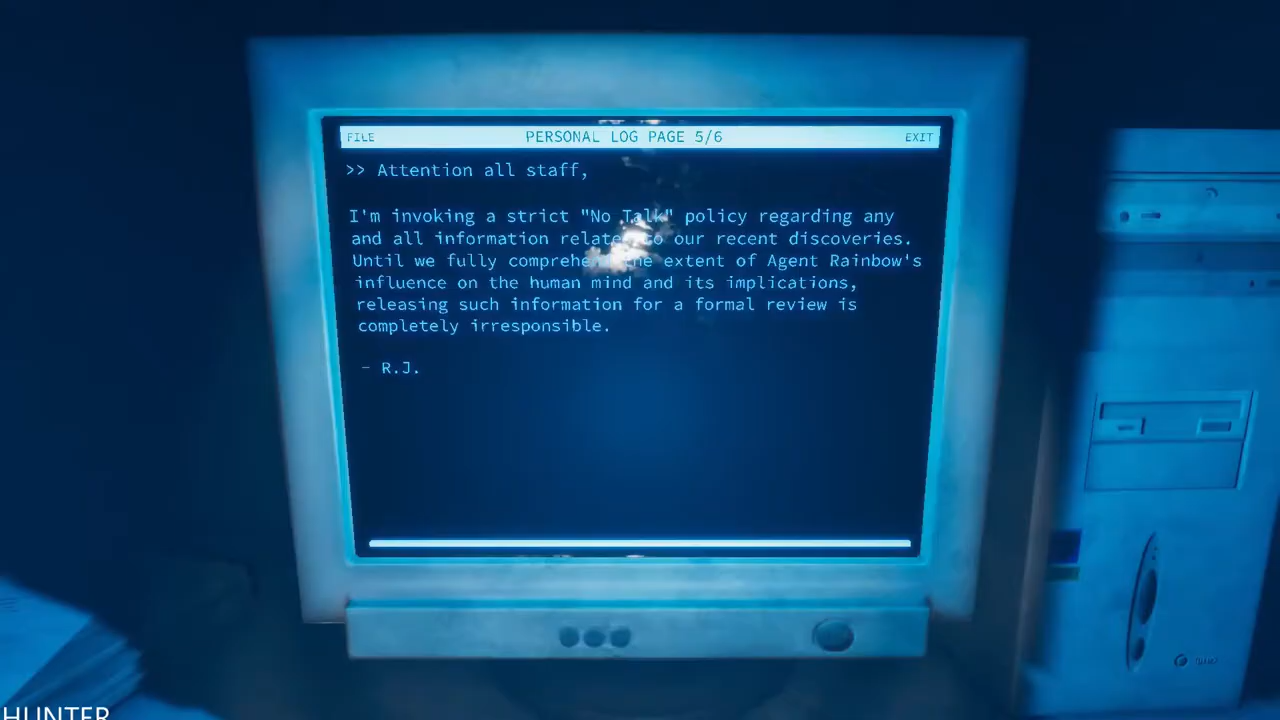 FILE PERSONAL LOG PAGE 5/6 EXIT
>> Attention all staff,
I'm invoking a strict "No Talk" policy regarding any
and all information related to our recent discoveries.
Until we fully comprehend the extent of Agent Rainbow's
influence on the human mind and its implications,
releasing such information for a formal review is
completely irresponsible.
- R.J.
HUNTER